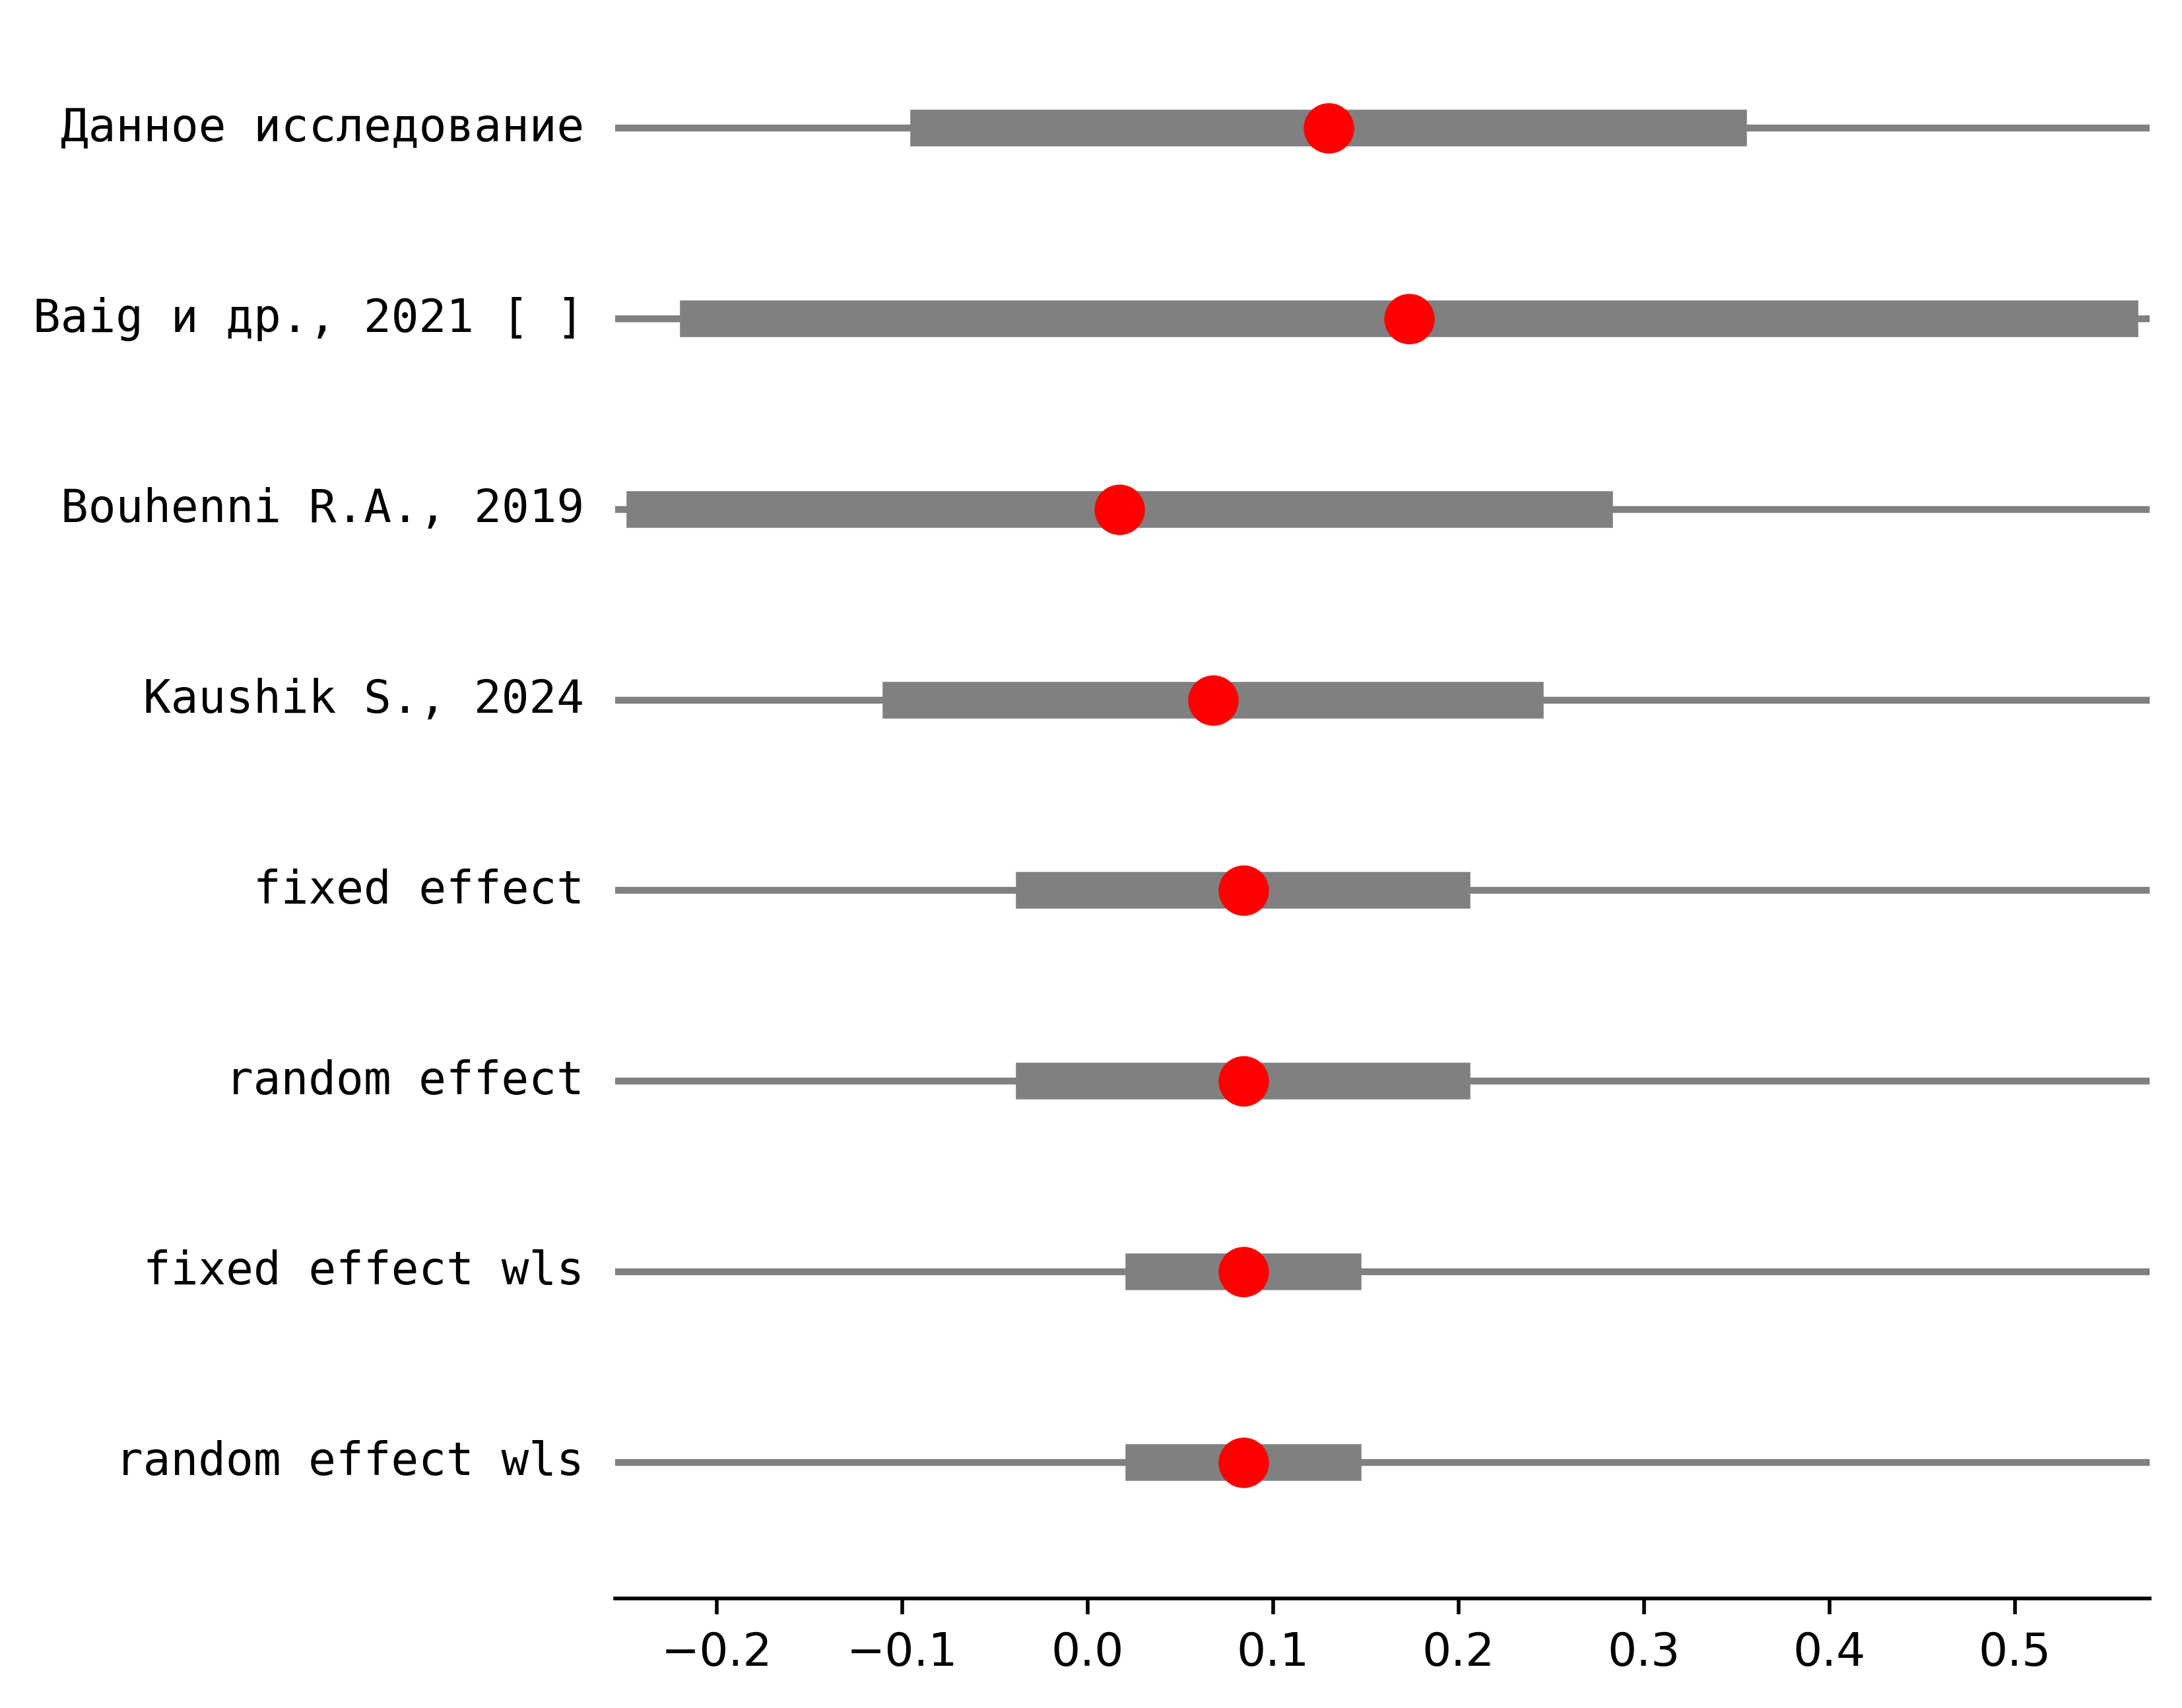 Данное исследование
Baig и др., 2021 [ ]
Bouhenni R.A., 2019
Kaushik S., 2024
fixed effect
random effect
fixed effect wls
random effect wls
−0.2 −0.1 0.0 0.1 0.2 0.3 0.4 0.5